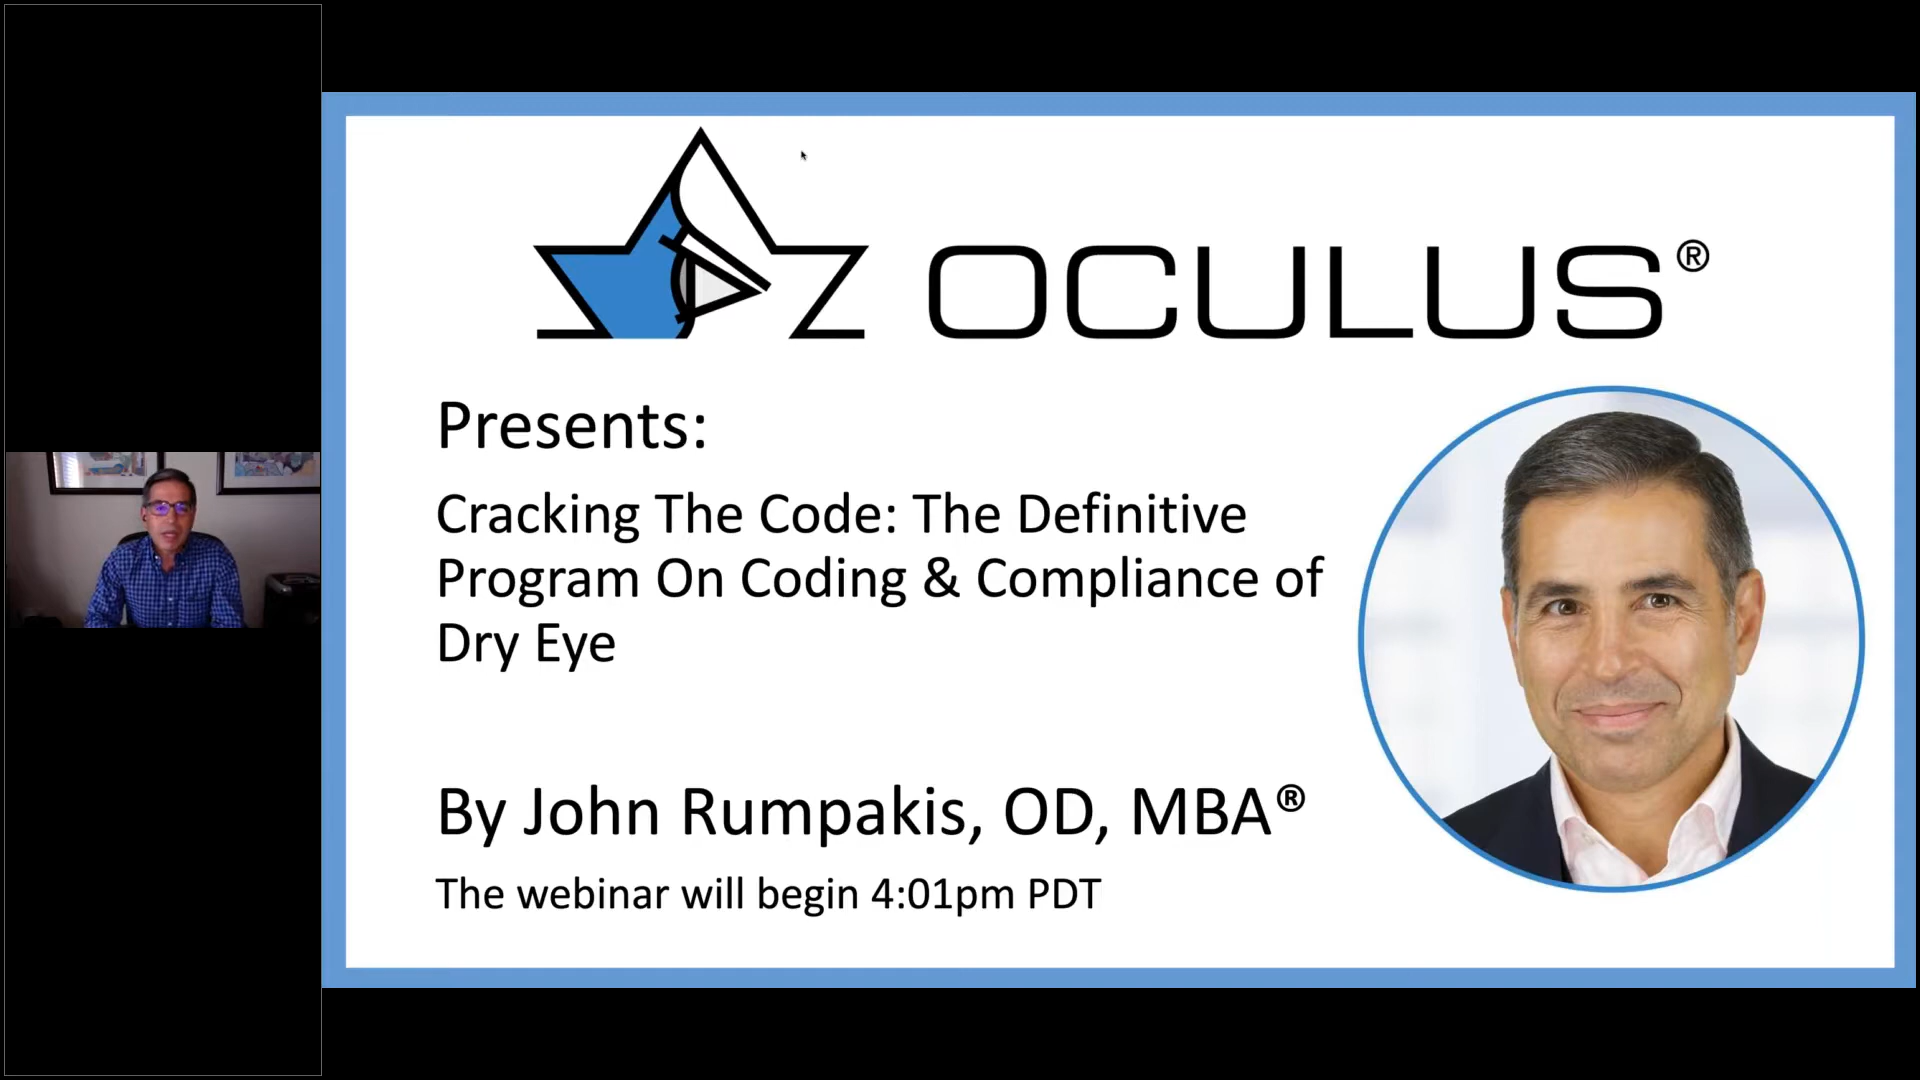 OCULUS®
Presents:
Cracking The Code: The Definitive
Program On Coding & Compliance of
Dry Eye
By John Rumpakis, OD, MBA®
The webinar will begin 4:01pm PDT